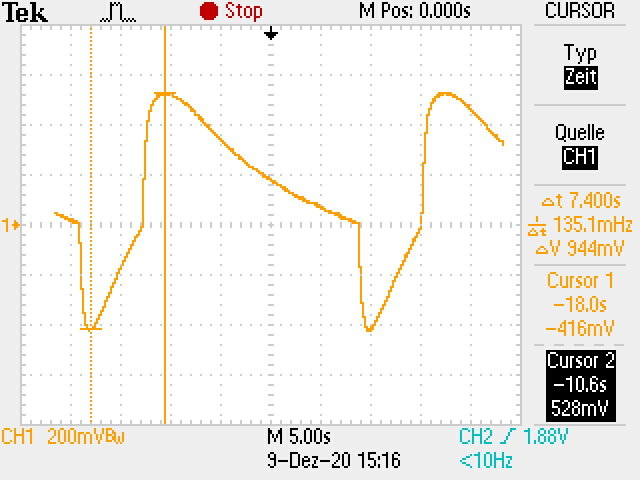 Tek Stop M Pos: 0.000s CURSOR
Typ
Zeit
Quelle
CH1
Δt 7.400s
1/Δt 135.1mHz
ΔV 944mV
Cursor 1
-18.0s
-416mV
Cursor 2
-10.6s
528mV
1
CH1 200mVBW M 5.00s CH2 1.88V
9-Dez-20 15:16 <10Hz